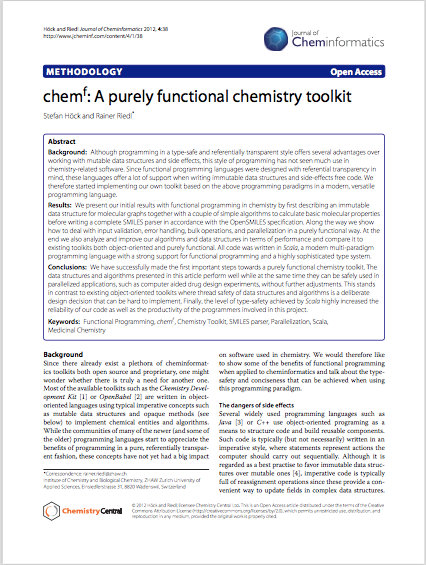 Höck and Riedl Journal of Cheminformatics 2012, 4:38
http://www.jcheminf.com/content/4/1/38
Journal of
Cheminformatics
METHODOLOGY
Open Access
chemf: A purely functional chemistry toolkit
Stefan Höck and Rainer Riedl*
Abstract
Background: Although programming in a type-safe and referentially transparent style offers several advantages over
working with mutable data structures and side effects, this style of programming has not seen much use in
chemistry-related software. Since functional programming languages were designed with referential transparency in
mind, these languages offer a lot of support when writing immutable data structures and side-effects free code. We
therefore started implementing our own toolkit based on the above programming paradigms in a modern, versatile
programming language.
Results: We present our initial results with functional programming in chemistry by first describing an immutable
data structure for molecular graphs together with a couple of simple algorithms to calculate basic molecular properties
before writing a complete SMILES parser in accordance with the OpenSMILES specification. Along the way we show
how to deal with input validation, error handling, bulk operations, and parallelization in a purely functional way. At
the end we also analyze and improve our algorithms and data structures in terms of performance and compare it to
existing toolkits both object-oriented and purely functional. All code was written in Scala, a modern multi-paradigm
programming language with a strong support for functional programming and a highly sophisticated type system.
Conclusions: We have successfully made the first important steps towards a purely functional chemistry toolkit. The
data structures and algorithms presented in this article perform well while at the same time they can be safely used in
parallelized applications, such as computer aided drug design experiments, without further adjustments. This stands
in contrast to existing object-oriented toolkits where thread safety of data structures and algorithms is a deliberate
design decision that can be hard to implement. Finally, the level of type-safety achieved by Scala highly increased the
reliability of our code as well as the productivity of the programmers involved in this project.
Keywords: Functional Programming, chemf, Chemistry Toolkit, SMILES parser, Parallelization, Scala,
Medicinal Chemistry
Background
Since there already exist a plethora of cheminformat-
ics toolkits both open source and proprietary, one might
wonder whether there is truly a need for another one.
Most of the available toolkits such as the Chemistry Devel-
opment Kit [1] or OpenBabel [2] are written in object-
oriented languages using typical imperative concepts such
as mutable data structures and opaque methods (see
below) to implement chemical entities and algorithms.
While the communities of many of the newer (and some of
the older) programming languages start to appreciate the
benefits of programming in a pure, referentially transpar-
ent fashion, these concepts have not yet had a big impact
*Correspondence: rainer.riedl@zhaw.ch
Institute of Chemistry and Biological Chemistry, ZHAW Zurich University of
Applied Sciences, Einsiedlerstrasse 31, 8820 Wädenswil, Switzerland
on software used in chemistry. We would therefore like
to show some of the benefits of functional programming
when applied to cheminformatics and talk about the type-
safety and conciseness that can be achieved when using
this programming paradigm.
The dangers of side effects
Several widely used programming languages such as
Java [3] or C++ use object-oriented programing as a
means to structure code and build reusable components.
Such code is typically (but not necessarily) written in an
imperative style, where statements represent actions the
computer should carry out sequentially. Although it is
regarded as a best practise to favor immutable data struc-
tures over mutable ones [4], imperative code is typically
full of reassignment operations since these provide a con-
venient way to update fields in complex data structures.
ChemistryCentral
© 2012 Höck and Riedl; licensee Chemistry Central Ltd. This is an Open Access article distributed under the terms of the Creative
Commons Attribution License (http://creativecommons.org/licenses/by/2.0), which permits unrestricted use, distribution, and
reproduction in any medium, provided the original work is properly cited.